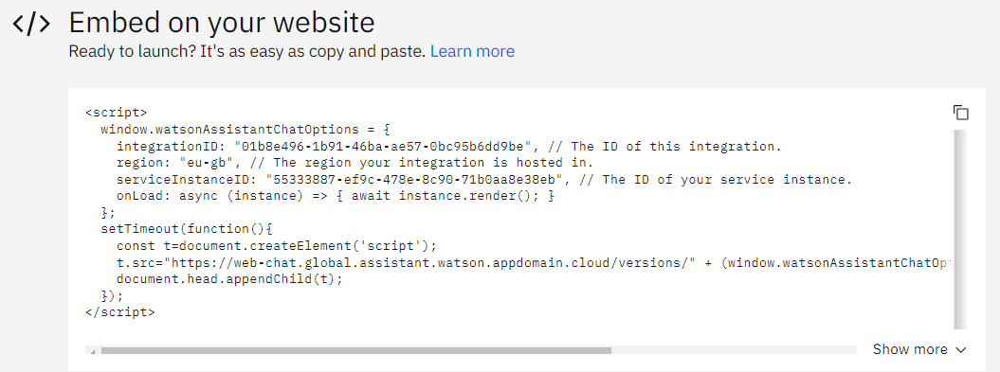 </> Embed on your website
Ready to launch? It's as easy as copy and paste. Learn more
<script>
window.watsonAssistantChatOptions = {
integrationID: "01b8e496-1b91-46ba-ae57-0bc95b6dd9be", // The ID of this integration.
region: "eu-gb", // The region your integration is hosted in.
serviceInstanceID: "55333887-ef9c-478e-8c90-71b0aa8e38eb", // The ID of your service instance.
onLoad: async (instance) => { await instance.render(); }
};
setTimeout(function(){
const t=document.createElement('script');
t.src="https://web-chat.global.assistant.watson.appdomain.cloud/versions/" + (window.watsonAssistantChatOpt
document.head.appendChild(t);
});
</script>
Show more